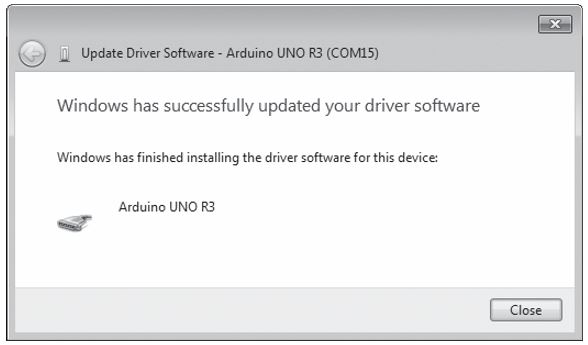 Update Driver Software - Arduino UNO R3 (COM15)
Windows has successfully updated your driver software
Windows has finished installing the driver software for this device:
Arduino UNO R3
Close